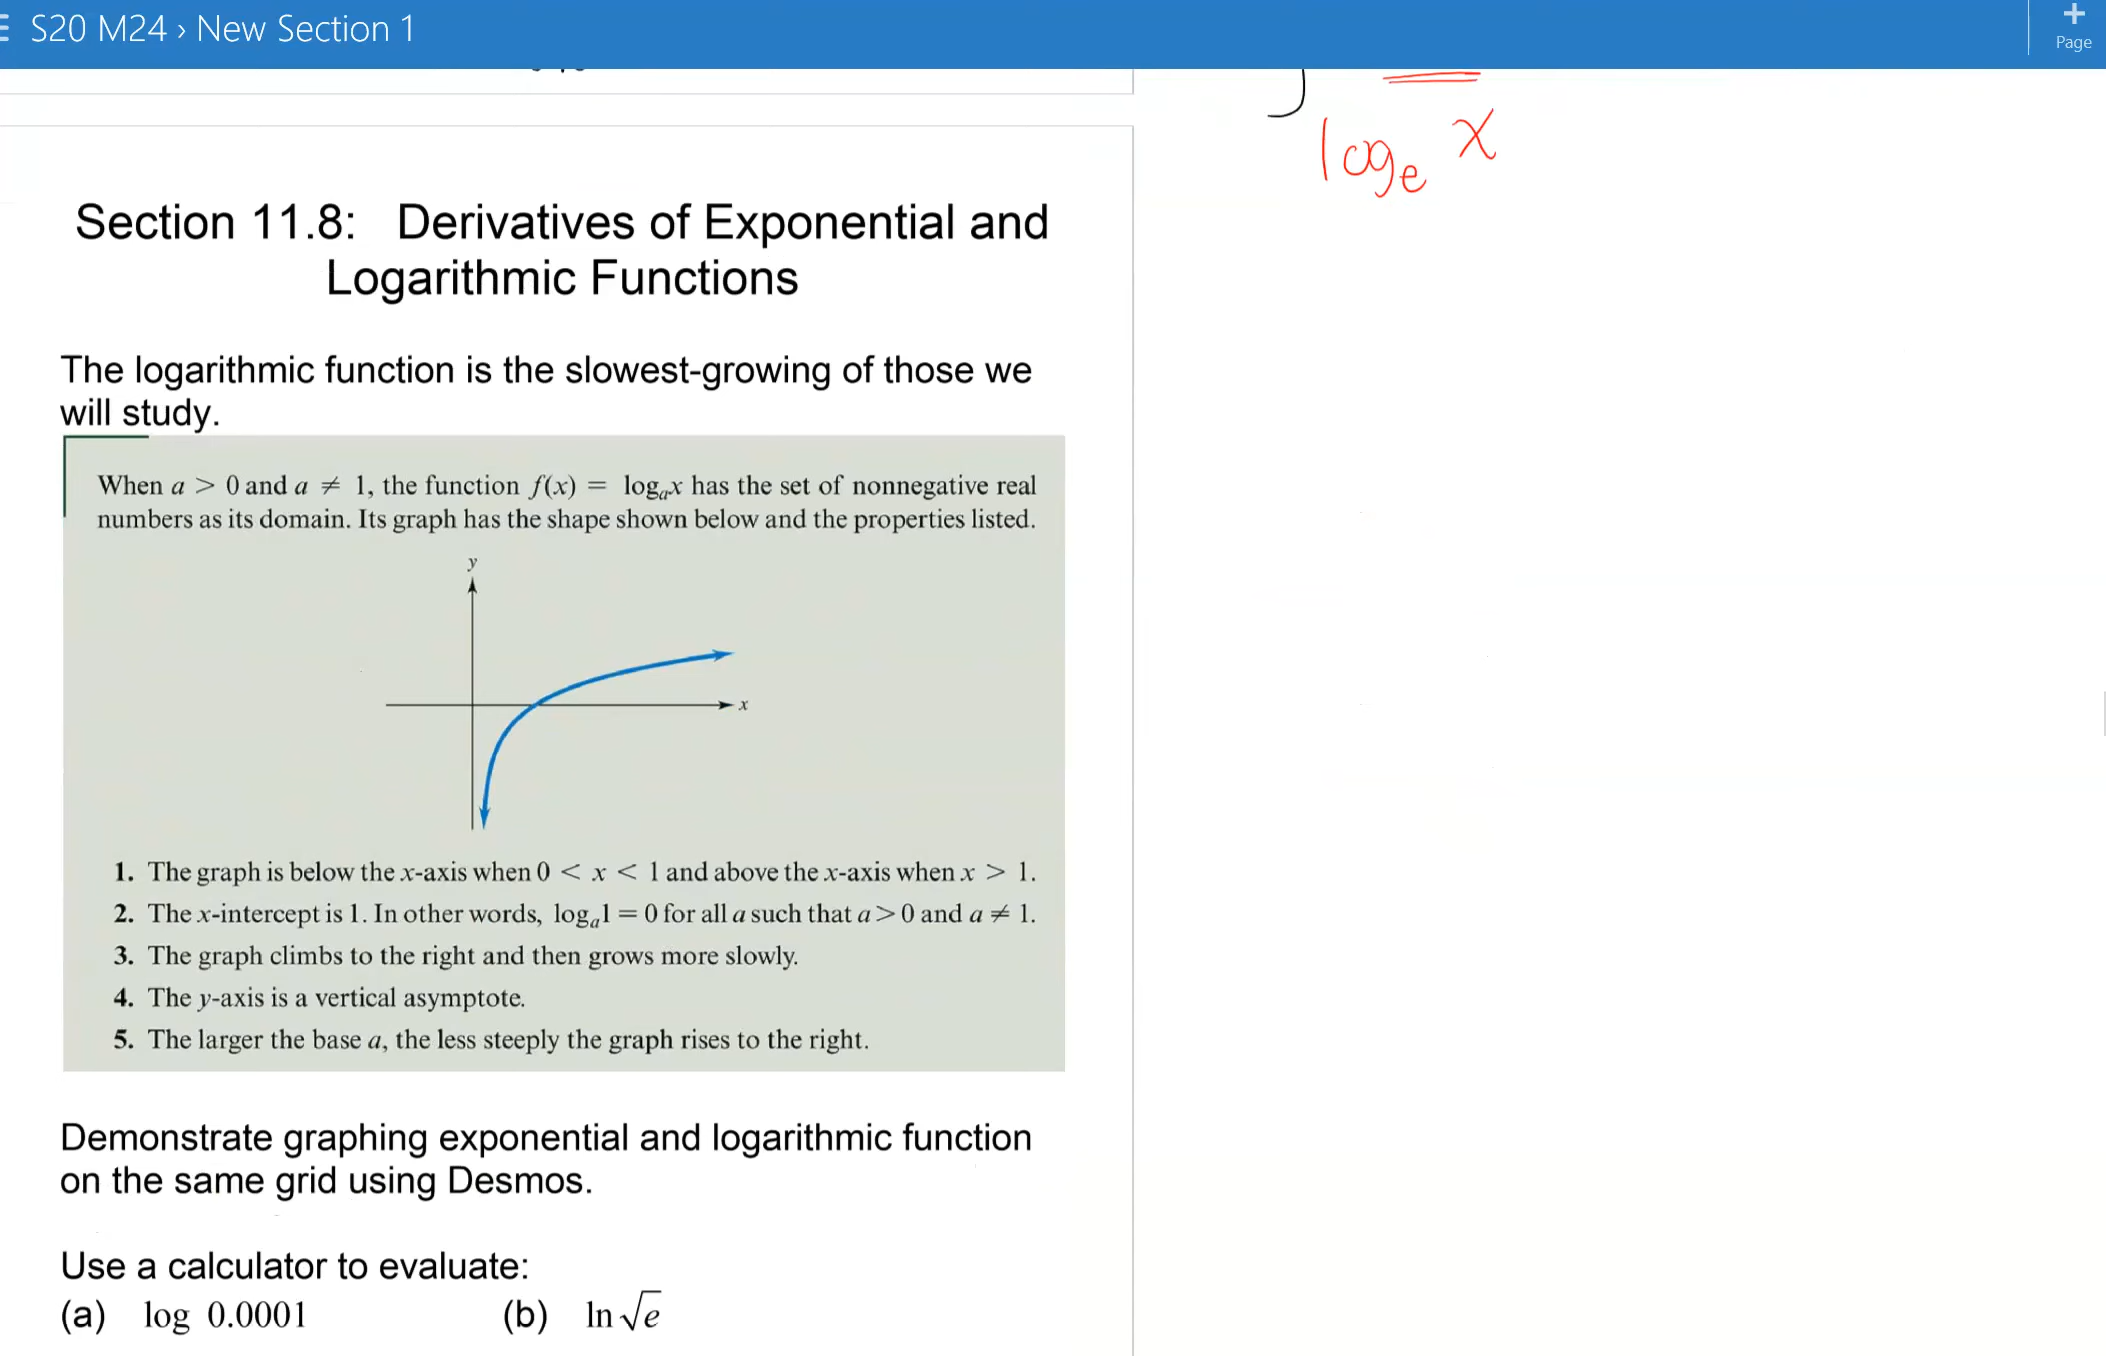 S20 M24 › New Section 1
+
Page
log_e x
Section 11.8: Derivatives of Exponential and
Logarithmic Functions
The logarithmic function is the slowest-growing of those we
will study.
When a > 0 and a ≠ 1, the function f(x) = logₐx has the set of nonnegative real
numbers as its domain. Its graph has the shape shown below and the properties listed.
y
x
1. The graph is below the x-axis when 0 < x < 1 and above the x-axis when x > 1.
2. The x-intercept is 1. In other words, logₐ1 = 0 for all a such that a > 0 and a ≠ 1.
3. The graph climbs to the right and then grows more slowly.
4. The y-axis is a vertical asymptote.
5. The larger the base a, the less steeply the graph rises to the right.
Demonstrate graphing exponential and logarithmic function
on the same grid using Desmos.
Use a calculator to evaluate:
(a) log 0.0001 (b) ln √e